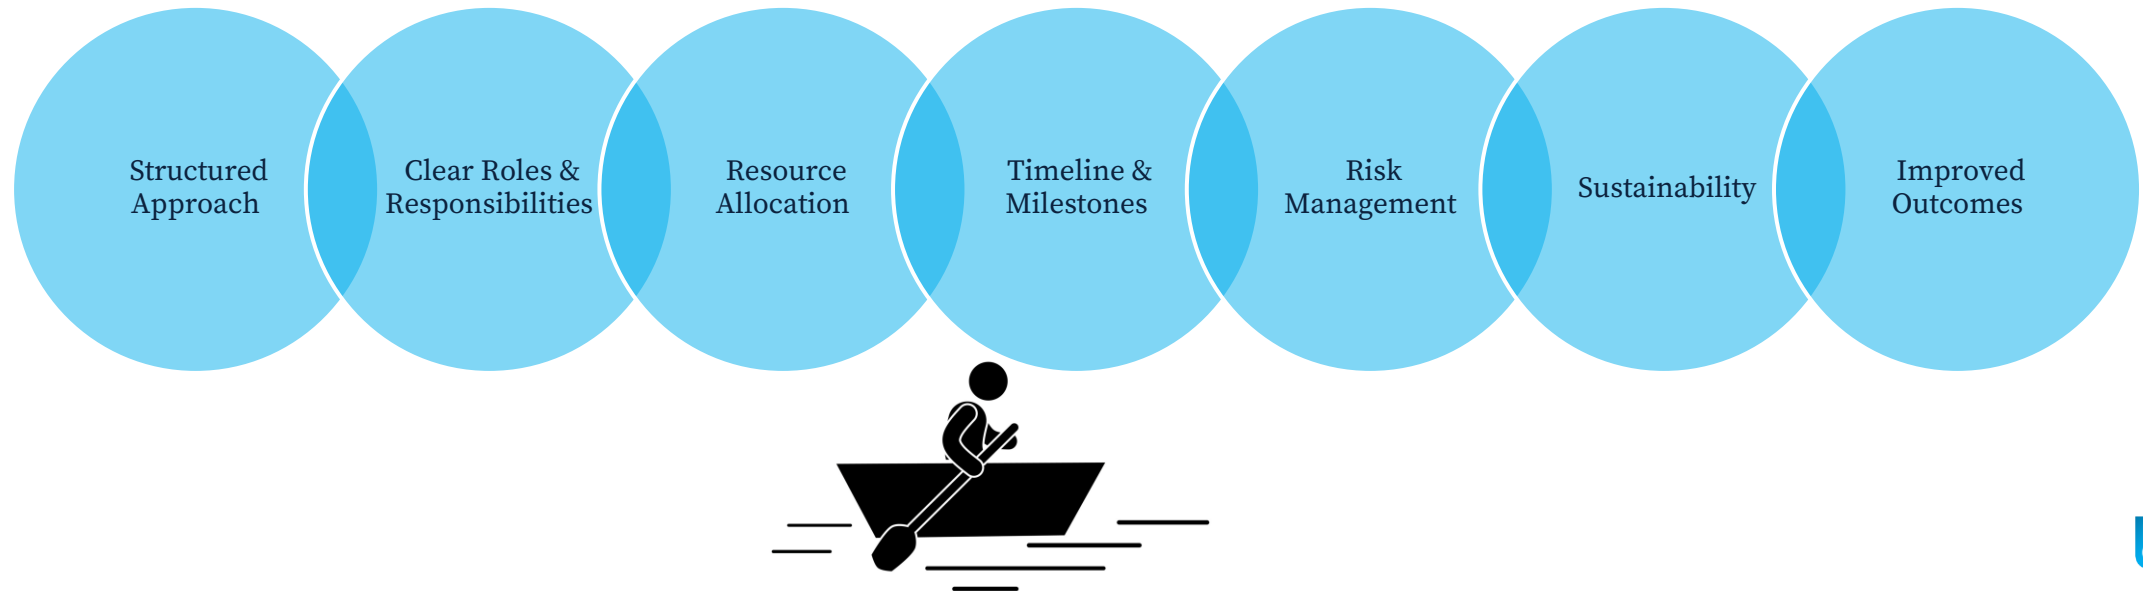 Structured
Approach
Clear Roles &
Responsibilities
Resource
Allocation
Timeline &
Milestones
Risk
Management
Sustainability
Improved
Outcomes